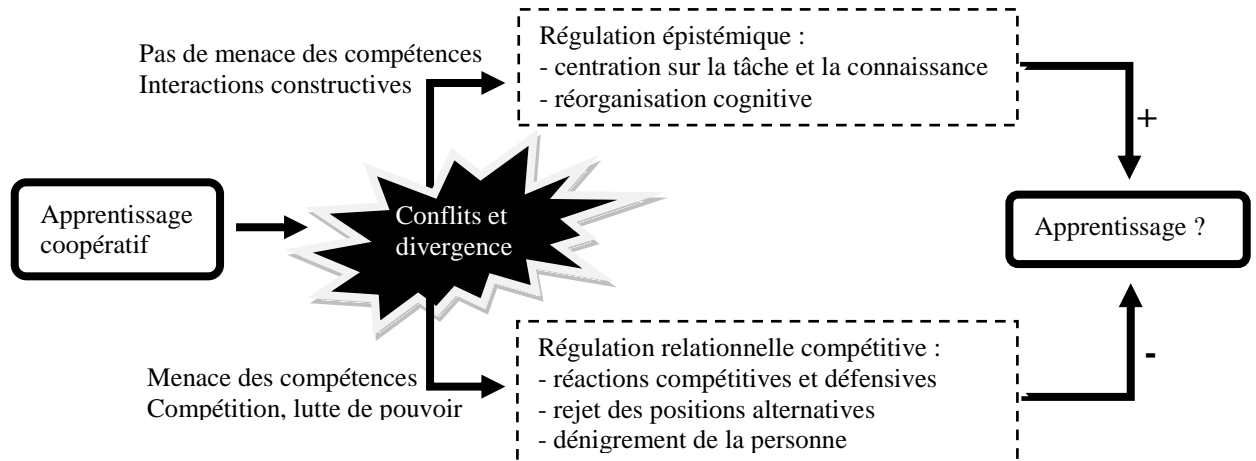 Pas de menace des compétences
Interactions constructives
Régulation épistémique :
- centration sur la tâche et la connaissance
- réorganisation cognitive
+
Apprentissage
coopératif
Conflits et
divergence
Apprentissage ?
Menace des compétences
Compétition, lutte de pouvoir
Régulation relationnelle compétitive :
- réactions compétitives et défensives
- rejet des positions alternatives
- dénigrement de la personne
-